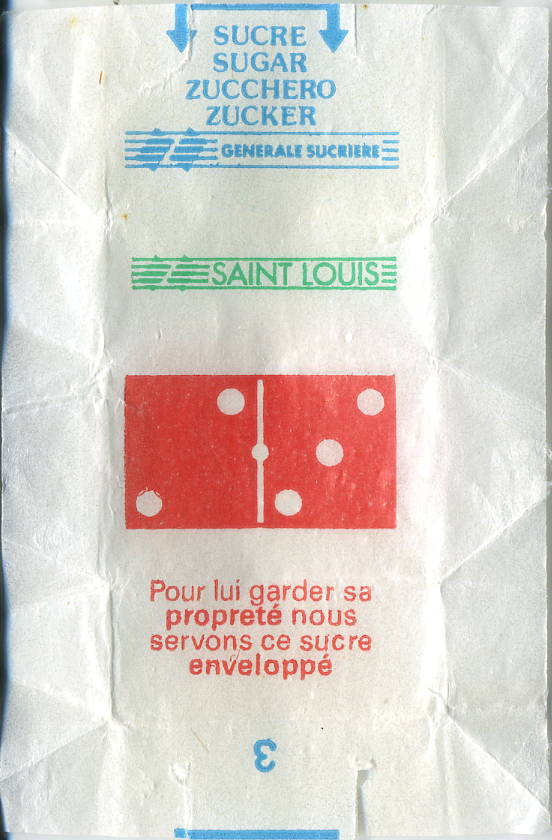 SUCRE
SUGAR
ZUCCHERO
ZUCKER
GENERALE SUCRIERE
SAINT LOUIS
Pour lui garder sa
propreté nous
servons ce sucre
enveloppé
3